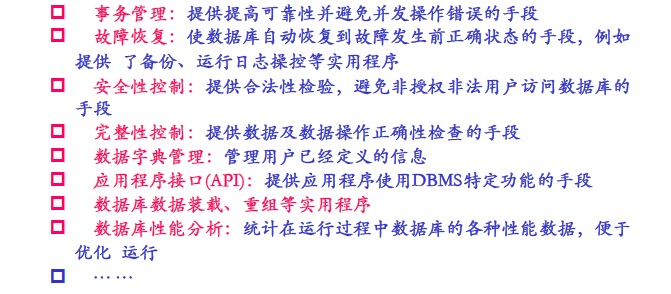 事务管理：提供提高可靠性并避免并发操作错误的手段
故障恢复：使数据库自动恢复到故障发生前正确状态的手段，例如
提供 了备份、运行日志操控等实用程序
安全性控制：提供合法性检验，避免非授权非法用户访问数据库的
手段
完整性控制：提供数据及数据操作正确性检查的手段
数据字典管理：管理用户已经定义的信息
应用程序接口(API)：提供应用程序使用DBMS特定功能的手段
数据库数据装载、重组等实用程序
数据库性能分析：统计在运行过程中数据库的各种性能数据，便于
优化 运行
… …